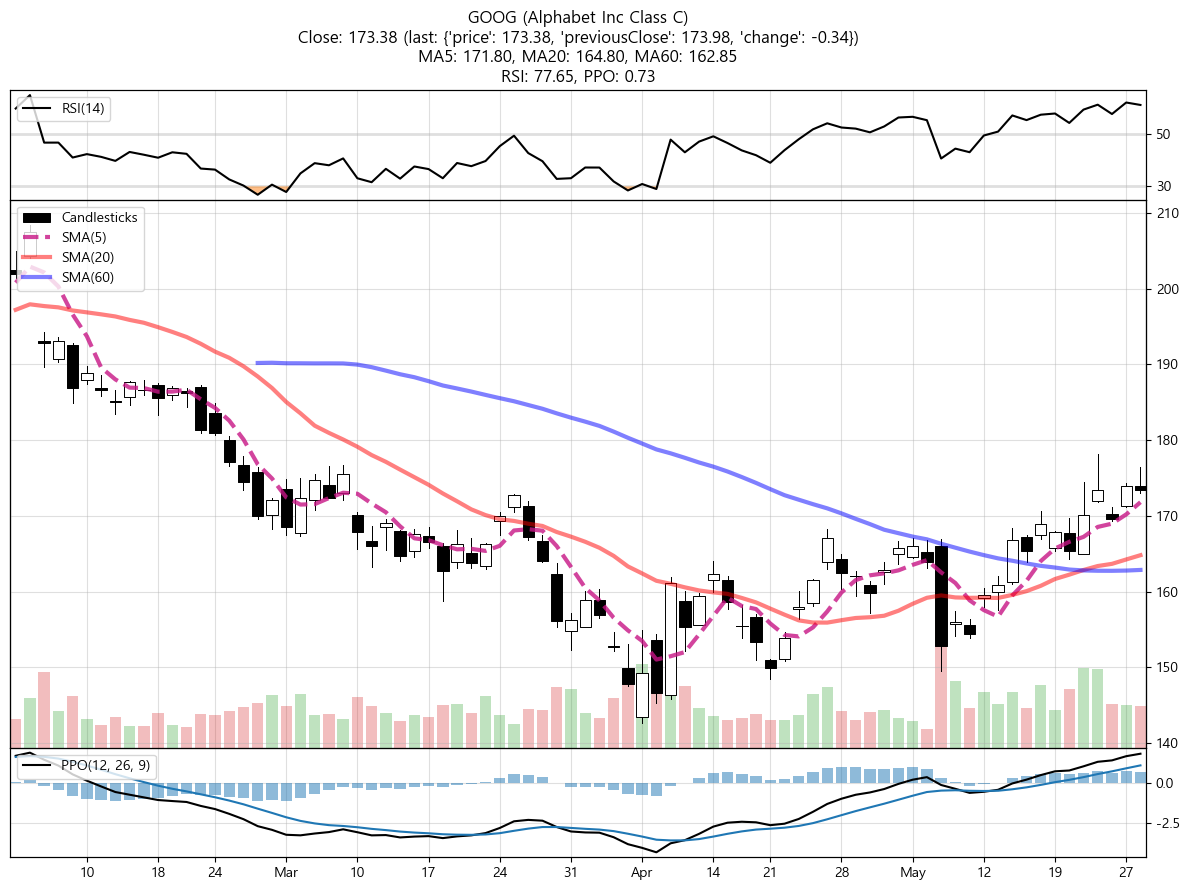 GOOG (Alphabet Inc Class C)
Close: 173.38 (last: {'price': 173.38, 'previousClose': 173.98, 'change': -0.34})
MA5: 171.80, MA20: 164.80, MA60: 162.85
RSI: 77.65, PPO: 0.73
RSI(14)
50
30
Candlesticks
SMA(5)
SMA(20)
SMA(60)
210
200
190
180
170
160
150
140
PPO(12, 26, 9)
0.0
−2.5
10 18 24 Mar 10 17 24 31 Apr 14 21 28 May 12 19 27